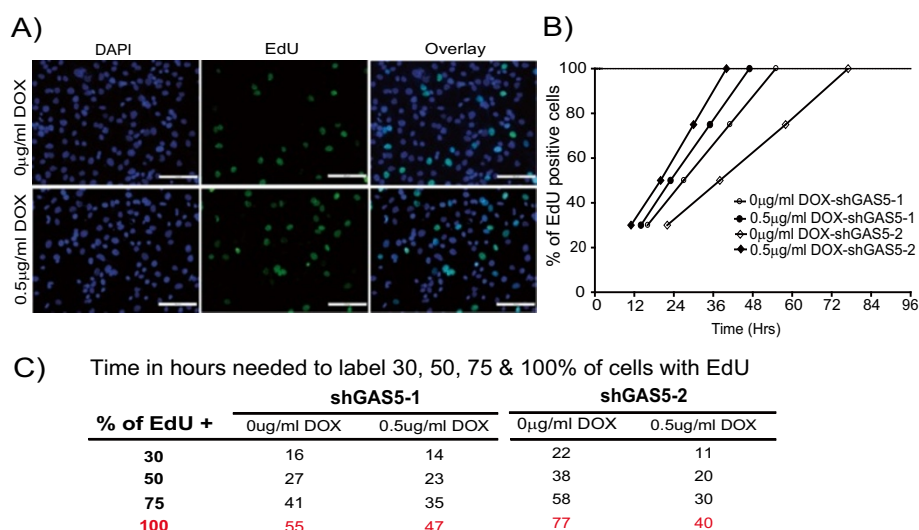 A)
DAPI EdU Overlay
0μg/ml DOX
0.5μg/ml DOX
B)
% of EdU positive cells
100
80
60
40
20
0
0 12 24 36 48 60 72 84 96
Time (Hrs)
0μg/ml DOX-shGAS5-1
0.5μg/ml DOX-shGAS5-1
0μg/ml DOX-shGAS5-2
0.5μg/ml DOX-shGAS5-2
C) Time in hours needed to label 30, 50, 75 & 100% of cells with EdU
shGAS5-1 shGAS5-2
% of EdU + 0ug/ml DOX 0.5ug/ml DOX 0μg/ml DOX 0.5ug/ml DOX
30 16 14 22 11
50 27 23 38 20
75 41 35 58 30
100 55 47 77 40